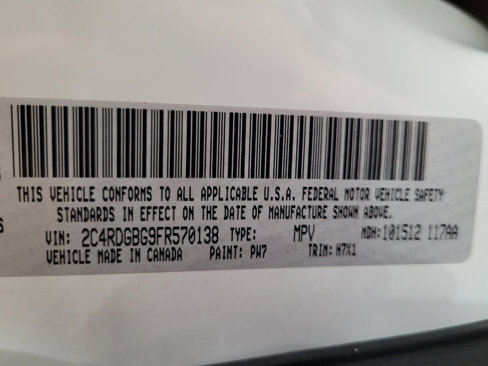 THIS VEHICLE CONFORMS TO ALL APPLICABLE U.S.A. FEDERAL MOTOR VEHICLE SAFETY
STANDARDS IN EFFECT ON THE DATE OF MANUFACTURE SHOWN ABOVE.
VIN: 2C4RDGBG9FR570138 TYPE: MPV MDH: 101512 117AA
VEHICLE MADE IN CANADA PAINT: PW7 TRIM: H7X1